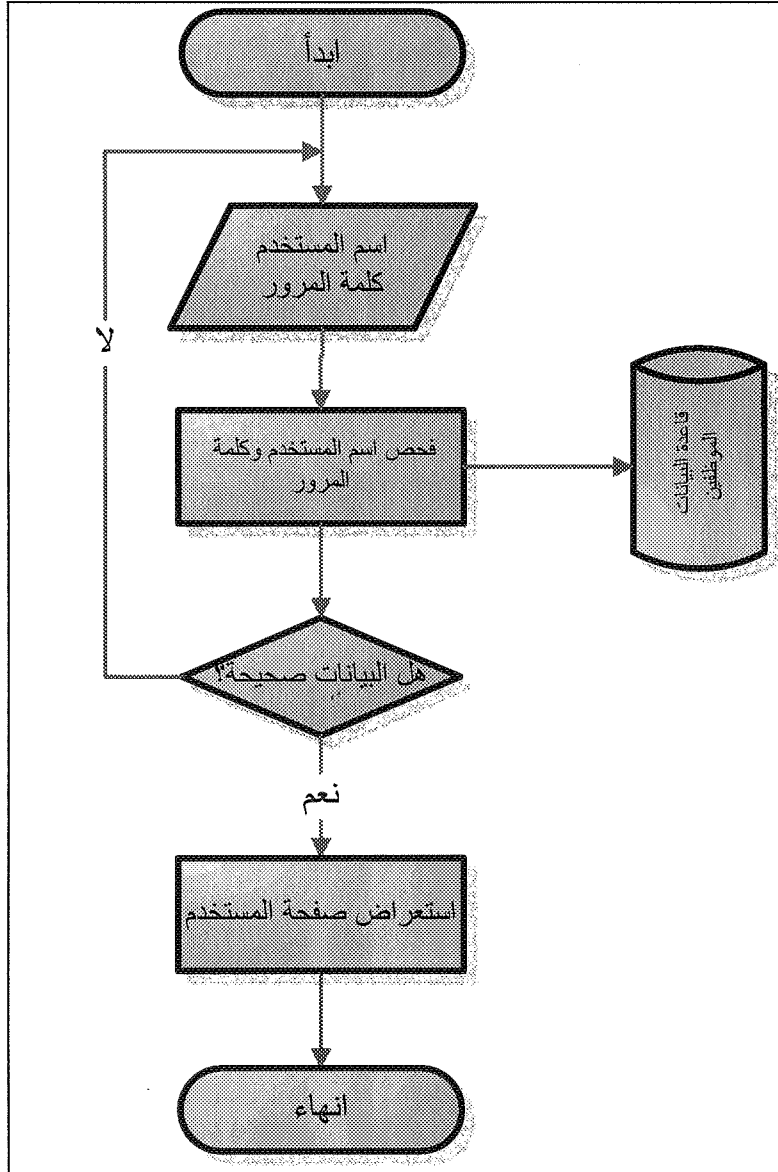 ابدأ
اسم المستخدم
كلمة المرور
لا
فحص اسم المستخدم وكلمة
المرور
قاعدة البيانات
الموظفين
هل البيانات صحيحة؟
نعم
استعراض صفحة المستخدم
انهاء